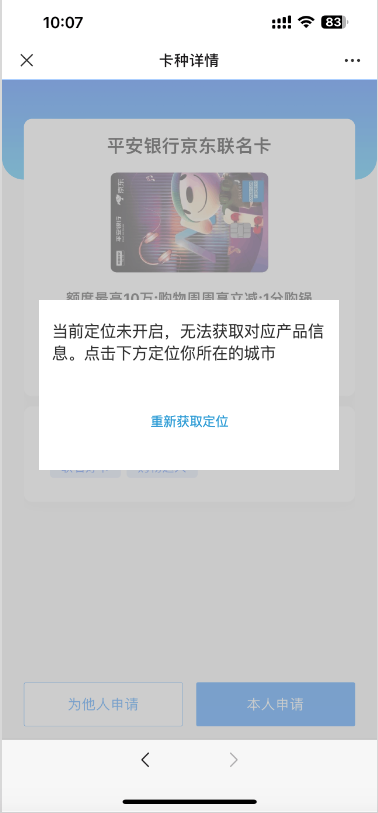 10:07
83
卡种详情
平安银行京东联名卡
额度最高10万;购物周周享立减;1分购锅
当前定位未开启，无法获取对应产品信
息。点击下方定位你所在的城市
重新获取定位
为他人申请
本人申请